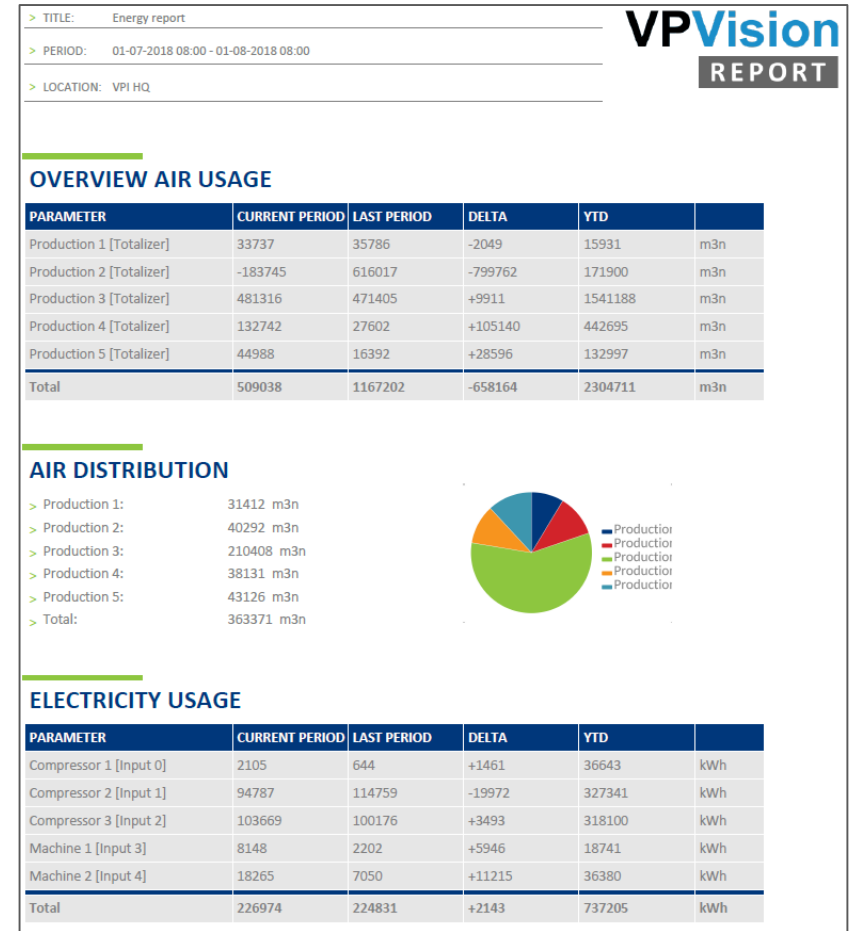 > TITLE: Energy report
> PERIOD: 01-07-2018 08:00 - 01-08-2018 08:00
> LOCATION: VPI HQ
VPVision
REPORT
OVERVIEW AIR USAGE
PARAMETER CURRENT PERIOD LAST PERIOD DELTA YTD
Production 1 [Totalizer] 33737 35786 -2049 15931 m3n
Production 2 [Totalizer] -183745 616017 -799762 171900 m3n
Production 3 [Totalizer] 481316 471405 +9911 1541188 m3n
Production 4 [Totalizer] 132742 27602 +105140 442695 m3n
Production 5 [Totalizer] 44988 16392 +28596 132997 m3n
Total 509038 1167202 -658164 2304711 m3n
AIR DISTRIBUTION
> Production 1: 31412 m3n
> Production 2: 40292 m3n
> Production 3: 210408 m3n
> Production 4: 38131 m3n
> Production 5: 43126 m3n
> Total: 363371 m3n
Production
Production
Production
Production
Production
ELECTRICITY USAGE
PARAMETER CURRENT PERIOD LAST PERIOD DELTA YTD
Compressor 1 [Input 0] 2105 644 +1461 36643 kWh
Compressor 2 [Input 1] 94787 114759 -19972 327341 kWh
Compressor 3 [Input 2] 103669 100176 +3493 318100 kWh
Machine 1 [Input 3] 8148 2202 +5946 18741 kWh
Machine 2 [Input 4] 18265 7050 +11215 36380 kWh
Total 226974 224831 +2143 737205 kWh